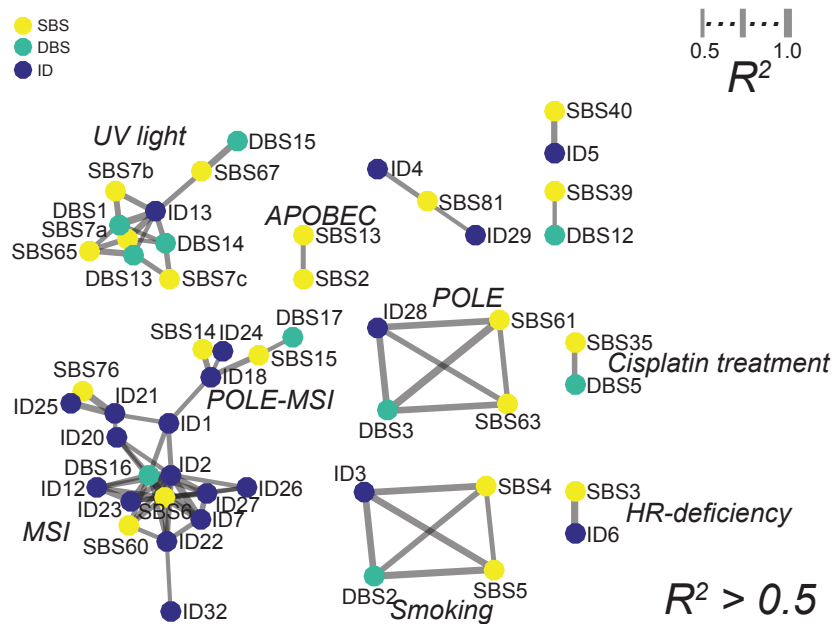 SBS
DBS
ID
0.5
1.0
R²
UV light
DBS15
SBS7b
SBS67
DBS1
ID13
SBS7a
SBS65
DBS14
DBS13
SBS7c
APOBEC
SBS13
SBS2
ID4
SBS81
ID29
SBS40
ID5
SBS39
DBS12
DBS17
SBS14
ID24
SBS15
ID18
POLE-MSI
SBS76
ID21
ID25
ID1
ID20
DBS16
ID2
ID12
ID26
ID23
SBS6
ID27
ID7
MSI
SBS60
ID22
ID32
POLE
ID28
SBS61
DBS3
SBS63
SBS35
Cisplatin treatment
DBS5
ID3
SBS4
DBS2
SBS5
Smoking
SBS3
HR-deficiency
ID6
R² > 0.5